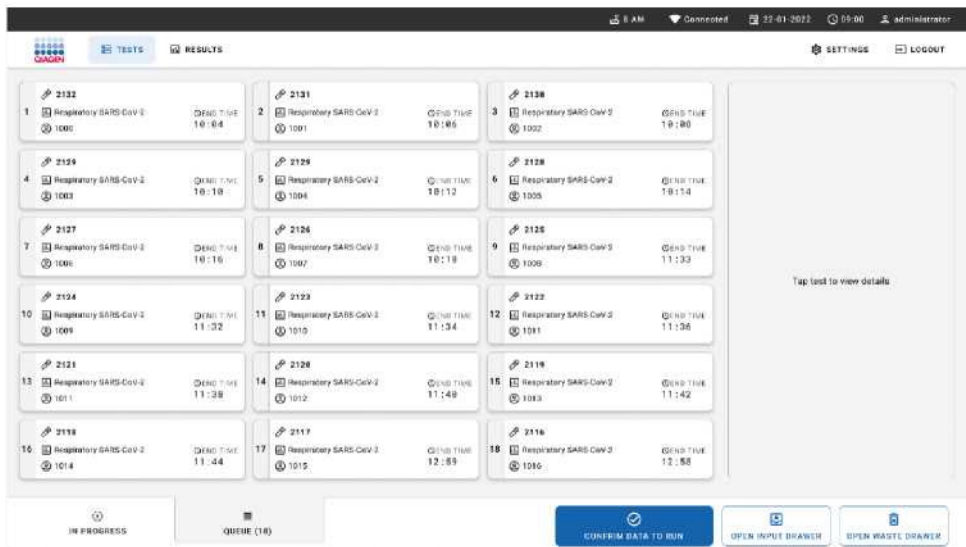 8 AM Connected 22-01-2022 09:00 administrator
QIAGEN TESTS RESULTS SETTINGS LOGOUT
2132
1 Respiratory SARS-CoV-2 END TIME
1000 10:04
2131
2 Respiratory SARS-CoV-2 END TIME
1001 10:06
2130
3 Respiratory SARS-CoV-2 END TIME
1002 10:00
2129
4 Respiratory SARS-CoV-2 END TIME
1003 10:10
2129
5 Respiratory SARS-CoV-2 END TIME
1004 10:12
2128
6 Respiratory SARS-CoV-2 END TIME
1005 10:14
2127
7 Respiratory SARS-CoV-2 END TIME
1006 10:16
2126
8 Respiratory SARS-CoV-2 END TIME
1007 10:18
2125
9 Respiratory SARS-CoV-2 END TIME
1008 11:33
2124
10 Respiratory SARS-CoV-2 END TIME
1009 11:32
2123
11 Respiratory SARS-CoV-2 END TIME
1010 11:34
2122
12 Respiratory SARS-CoV-2 END TIME
1011 11:36
2121
13 Respiratory SARS-CoV-2 END TIME
1011 11:38
2120
14 Respiratory SARS-CoV-2 END TIME
1012 11:40
2119
15 Respiratory SARS-CoV-2 END TIME
1013 11:42
2118
16 Respiratory SARS-CoV-2 END TIME
1014 11:44
2117
17 Respiratory SARS-CoV-2 END TIME
1015 12:59
2116
18 Respiratory SARS-CoV-2 END TIME
1016 12:58
Tap test to view details
IN PROGRESS QUEUE (18) CONFRIM DATA TO RUN OPEN INPUT DRAWER OPEN WASTE DRAWER